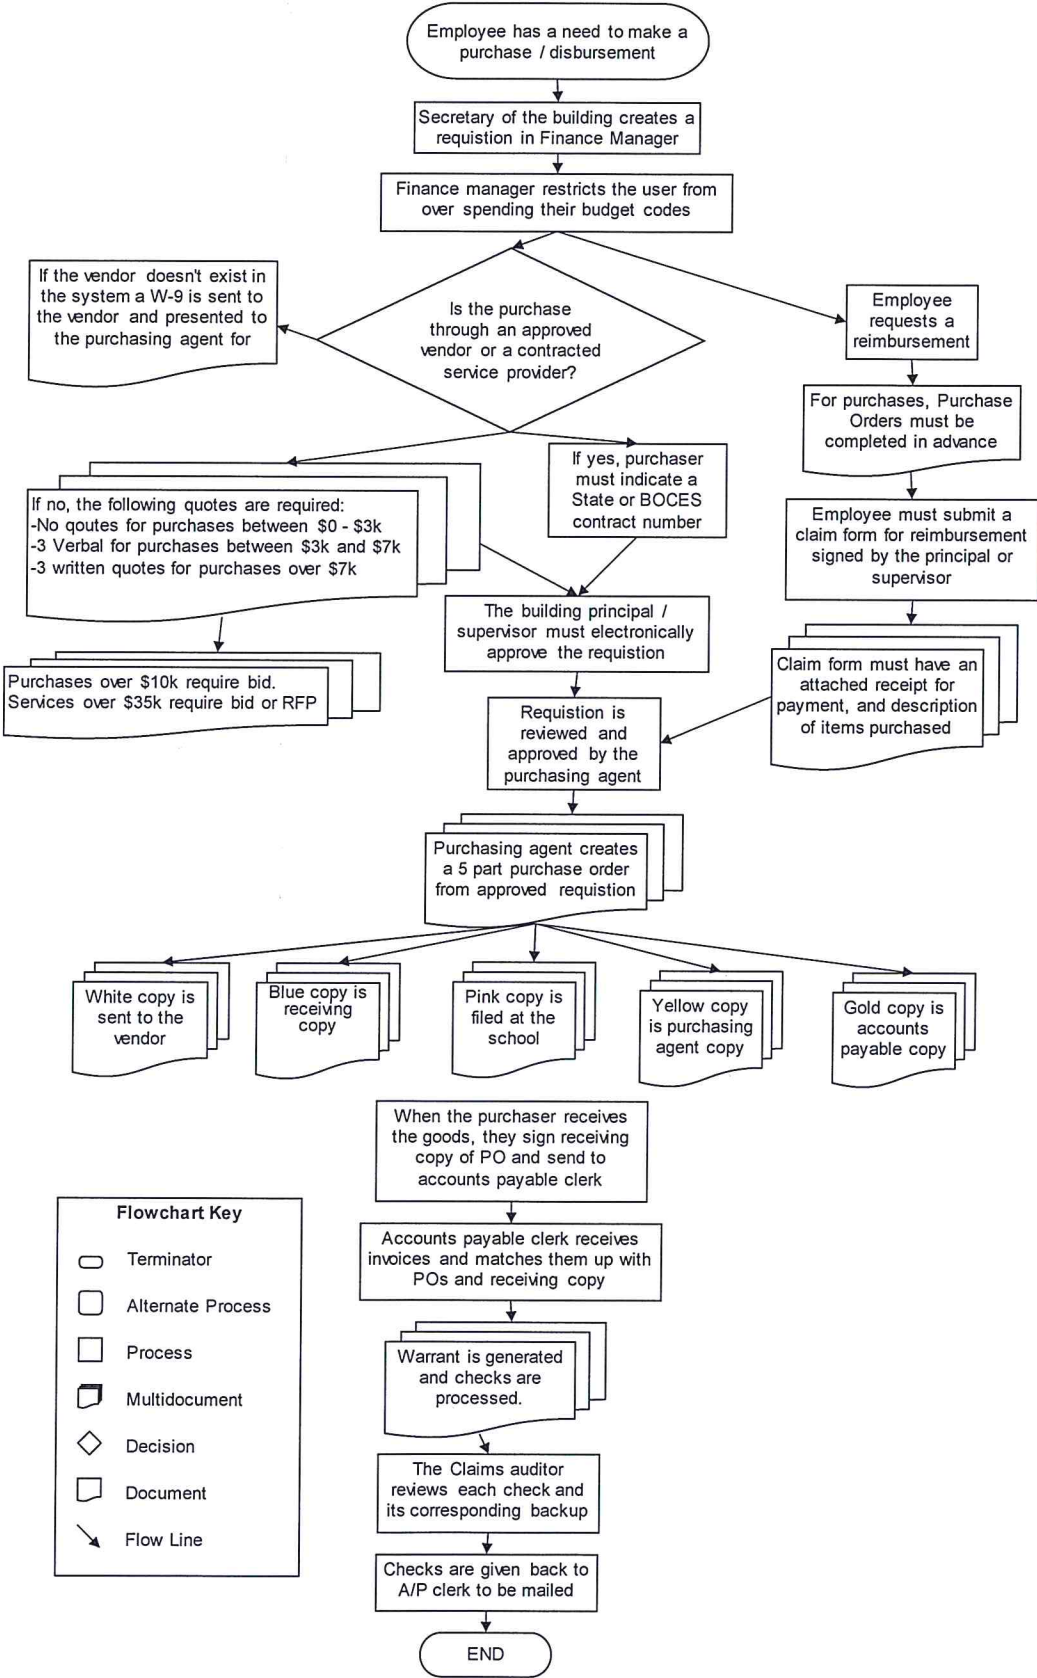 Employee has a need to make a
purchase / disbursement
Secretary of the building creates a
requistion in Finance Manager
Finance manager restricts the user from
over spending their budget codes
If the vendor doesn't exist in
the system a W-9 is sent to
the vendor and presented to
the purchasing agent for
Is the purchase
through an approved
vendor or a contracted
service provider?
Employee
requests a
reimbursement
For purchases, Purchase
Orders must be
completed in advance
If yes, purchaser
must indicate a
State or BOCES
contract number
If no, the following quotes are required:
-No qoutes for purchases between $0 - $3k
-3 Verbal for purchases between $3k and $7k
-3 written quotes for purchases over $7k
Employee must submit a
claim form for reimbursement
signed by the principal or
supervisor
The building principal /
supervisor must electronically
approve the requistion
Purchases over $10k require bid.
Services over $35k require bid or RFP
Claim form must have an
attached receipt for
payment, and description
of items purchased
Requistion is
reviewed and
approved by the
purchasing agent
Purchasing agent creates
a 5 part purchase order
from approved requistion
White copy is
sent to the
vendor
Blue copy is
receiving
copy
Pink copy is
filed at the
school
Yellow copy
is purchasing
agent copy
Gold copy is
accounts
payable copy
When the purchaser receives
the goods, they sign receiving
copy of PO and send to
accounts payable clerk
Accounts payable clerk receives
invoices and matches them up with
POs and receiving copy
Warrant is generated
and checks are
processed.
The Claims auditor
reviews each check and
its corresponding backup
Checks are given back to
A/P clerk to be mailed
END
Flowchart Key
Terminator
Alternate Process
Process
Multidocument
Decision
Document
Flow Line